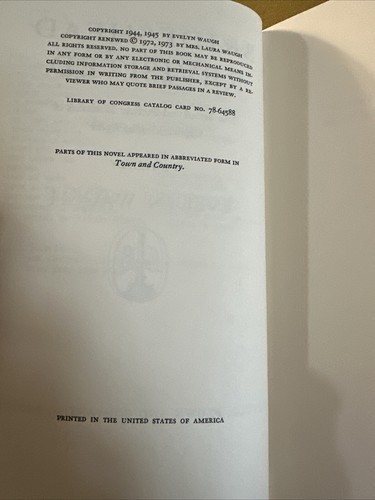 COPYRIGHT 1944, 1945 BY EVELYN WAUGH
COPYRIGHT RENEWED © 1972, 1973 BY MRS. LAURA WAUGH
ALL RIGHTS RESERVED. NO PART OF THIS BOOK MAY BE REPRODUCED
IN ANY FORM OR BY ANY ELECTRONIC OR MECHANICAL MEANS IN-
CLUDING INFORMATION STORAGE AND RETRIEVAL SYSTEMS WITHOUT
PERMISSION IN WRITING FROM THE PUBLISHER, EXCEPT BY A RE-
VIEWER WHO MAY QUOTE BRIEF PASSAGES IN A REVIEW.
LIBRARY OF CONGRESS CATALOG CARD NO. 78-64588
PARTS OF THIS NOVEL APPEARED IN ABBREVIATED FORM IN
Town and Country.
PRINTED IN THE UNITED STATES OF AMERICA